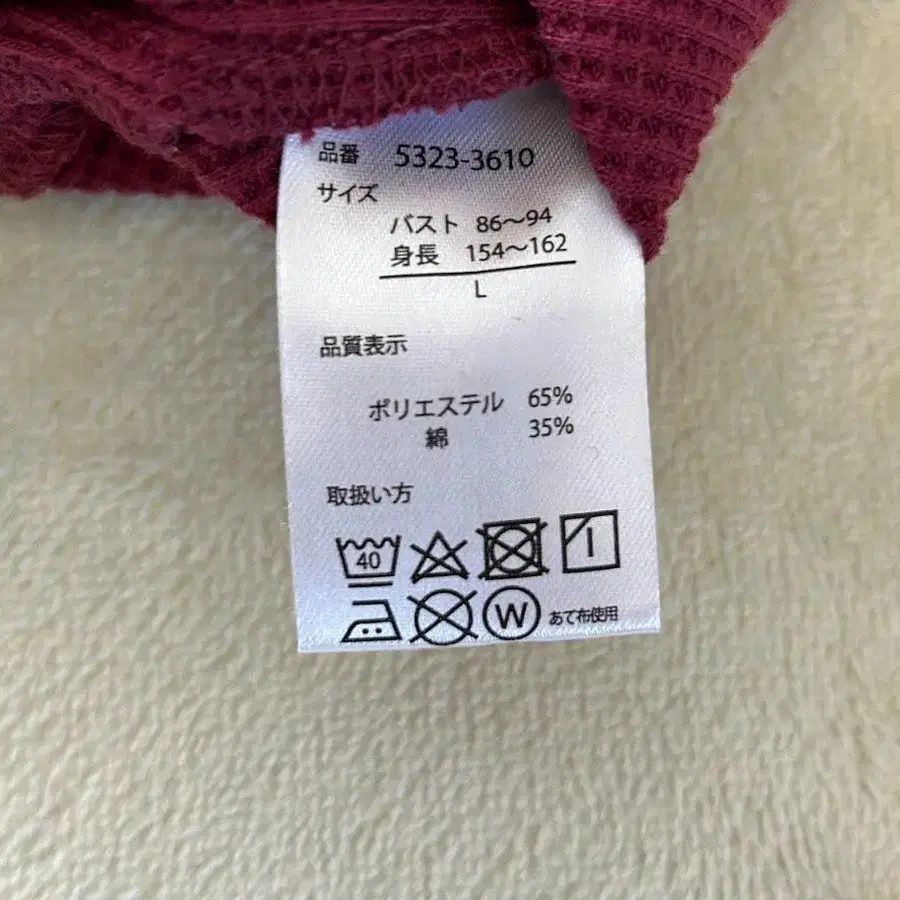 品番 5323-3610
サイズ
バスト 86～94
身長 154～162
L
品質表示
ポリエステル 65%
綿 35%
取扱い方
40
W あて布使用